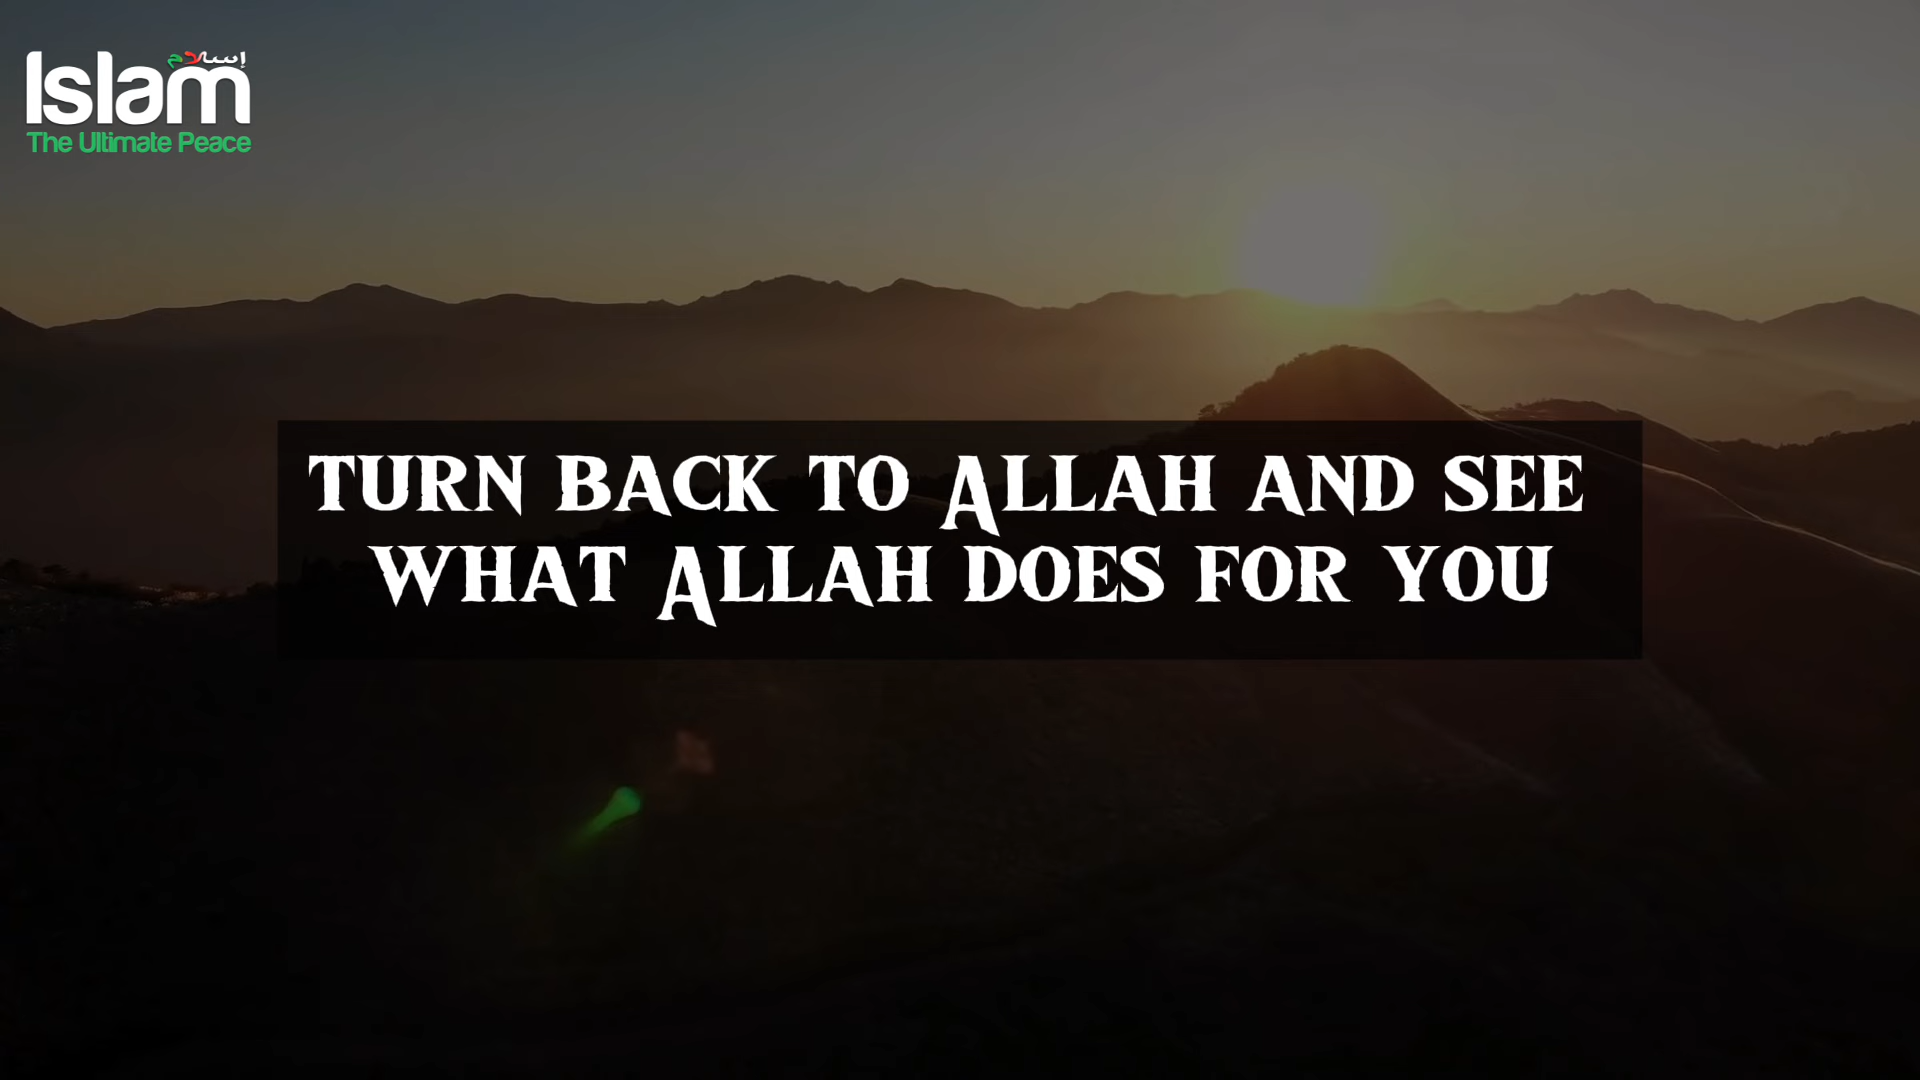 إسلام
Islam
The Ultimate Peace
TURN BACK TO ALLAH AND SEE
WHAT ALLAH DOES FOR YOU